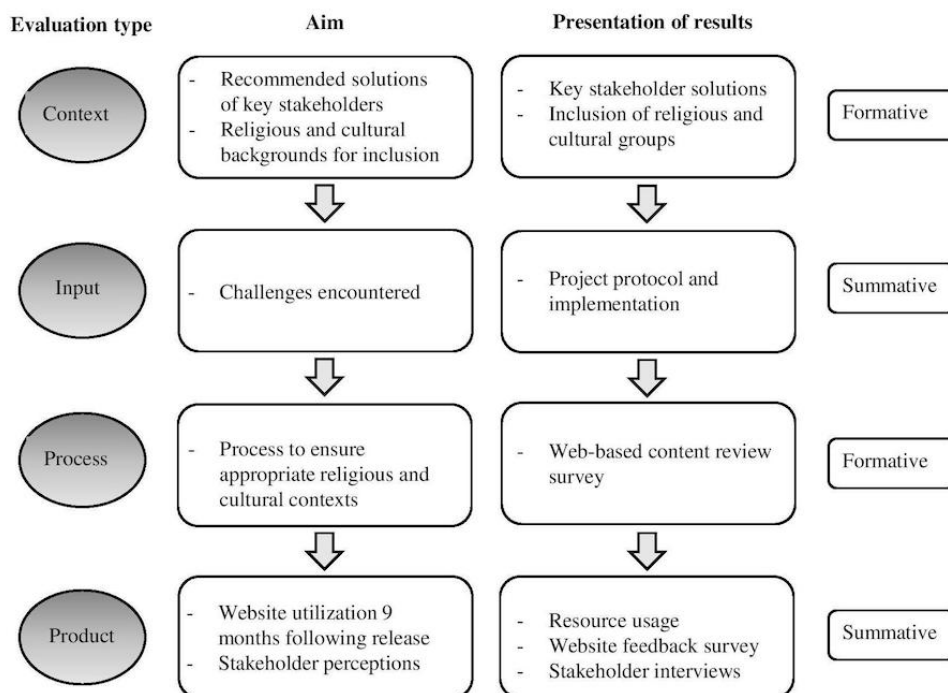 Evaluation type
Aim
Presentation of results
Context
- Recommended solutions
of key stakeholders
- Religious and cultural
backgrounds for inclusion
- Key stakeholder solutions
- Inclusion of religious and
cultural groups
Formative
Input
- Challenges encountered
- Project protocol and
implementation
Summative
Process
- Process to ensure
appropriate religious and
cultural contexts
- Web-based content review
survey
Formative
Product
- Website utilization 9
months following release
- Stakeholder perceptions
- Resource usage
- Website feedback survey
- Stakeholder interviews
Summative